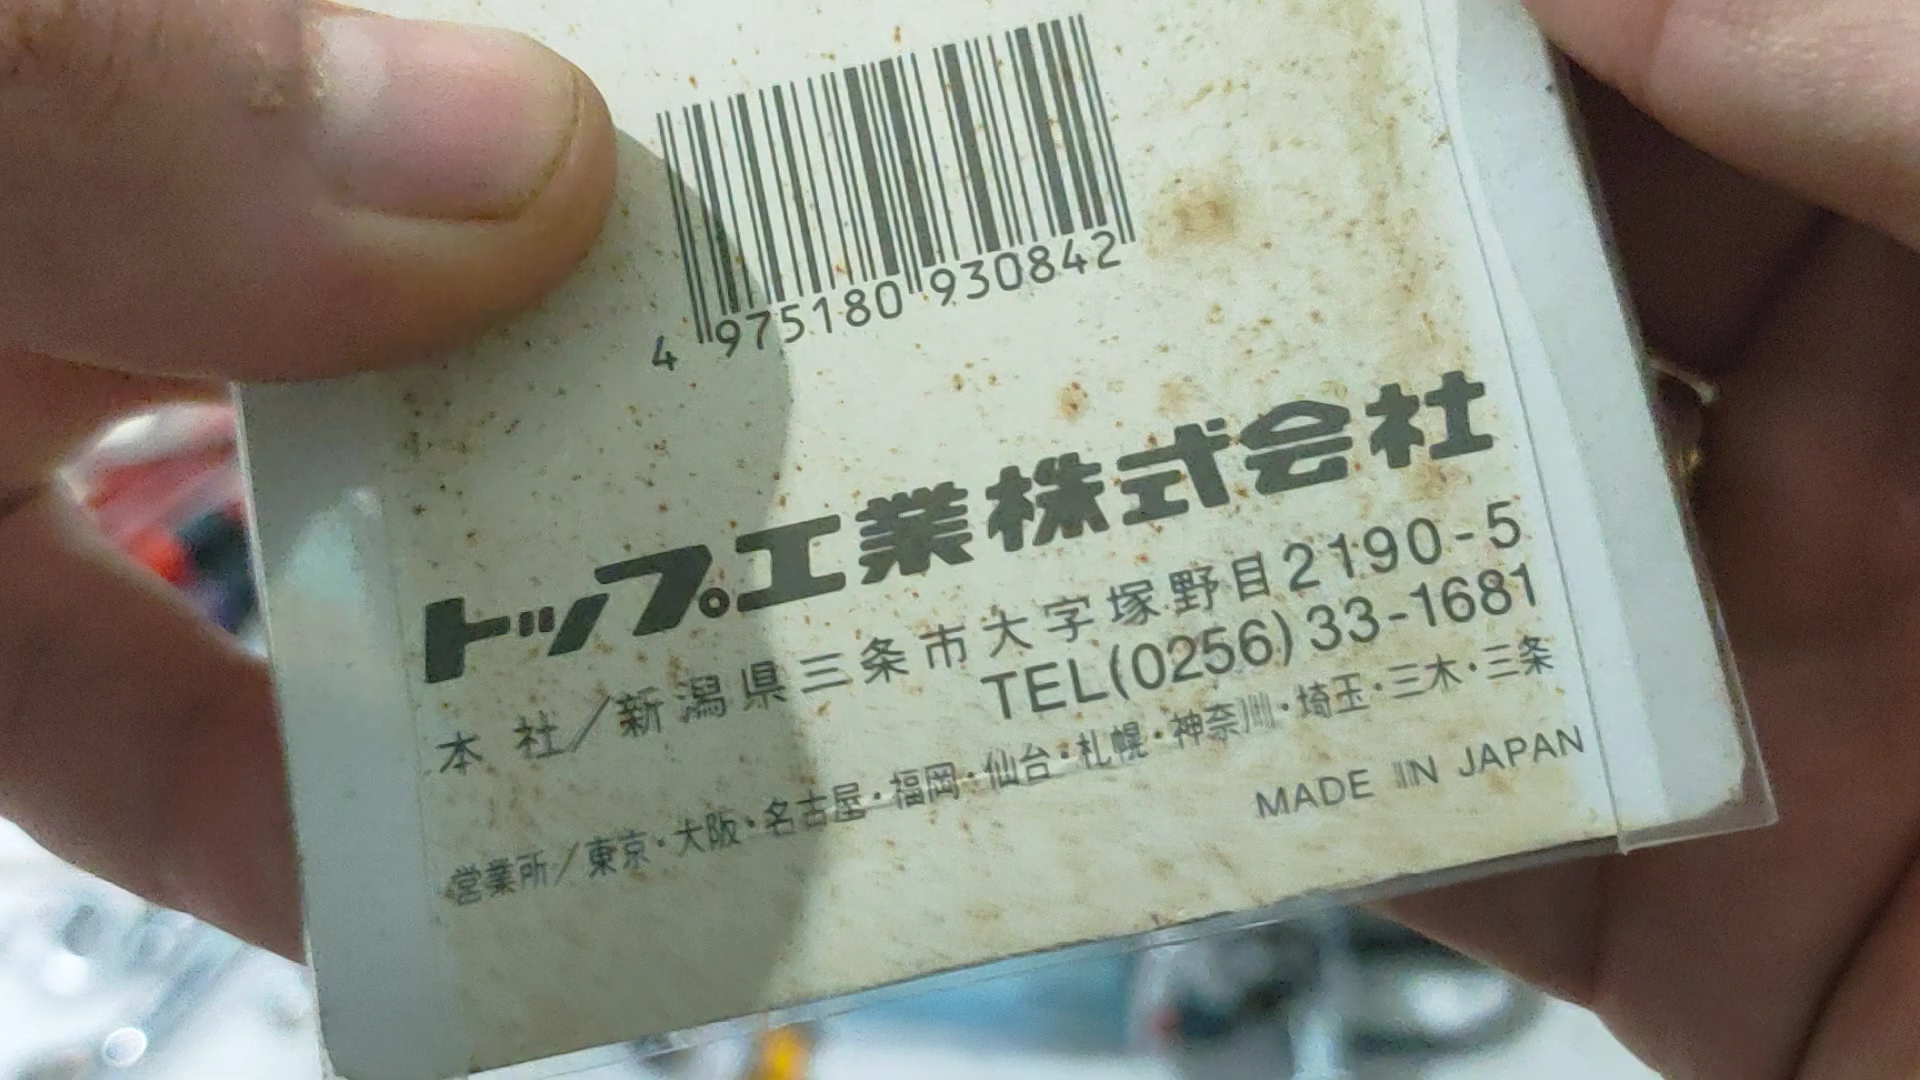 4 975180 930842
トップ工業株式会社
本 社/新潟県三条市大字塚野目2190-5
TEL(0256)33-1681
営業所/東京・大阪・名古屋・福岡・仙台・札幌・神奈川・埼玉・三木・三条
MADE IN JAPAN